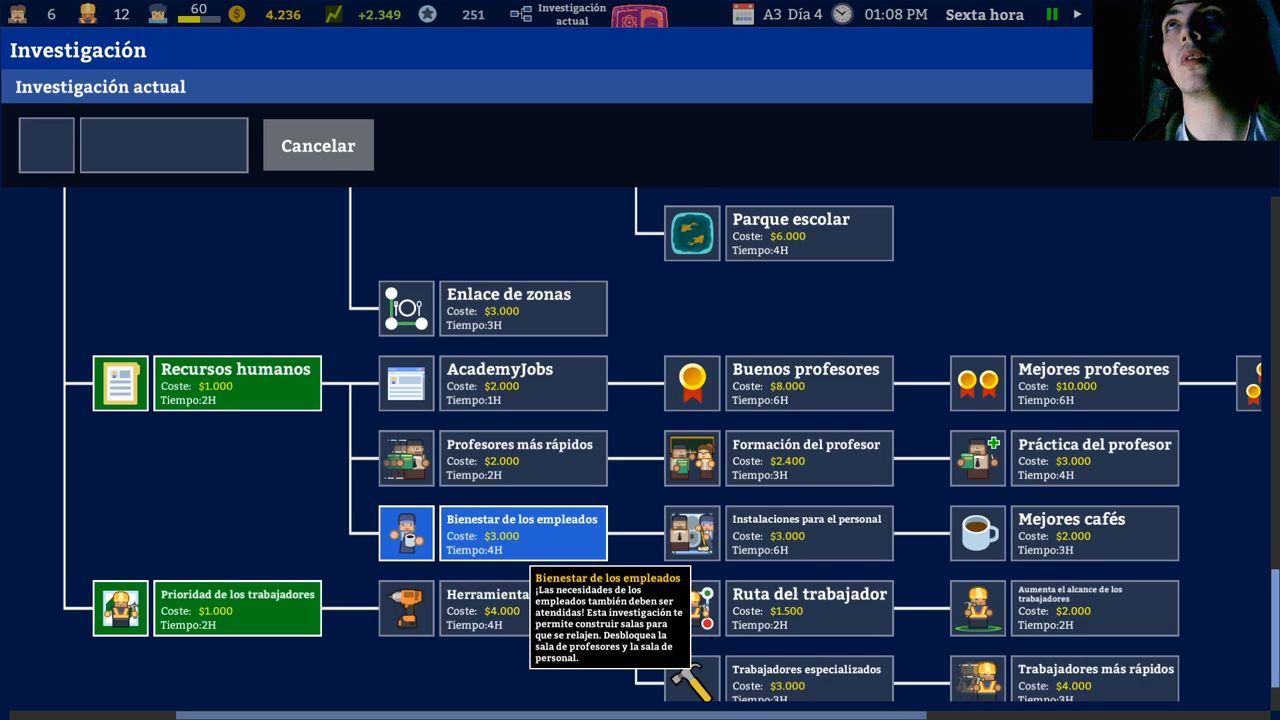 6 12 60 4.236 +2.349 251 Investigación actual A3 Día 4 01:08 PM Sexta hora
Investigación
Investigación actual
Cancelar
Parque escolar
Coste: $6.000
Tiempo:4H
Enlace de zonas
Coste: $3.000
Tiempo:3H
Recursos humanos
Coste: $1.000
Tiempo:2H
AcademyJobs
Coste: $2.000
Tiempo:1H
Buenos profesores
Coste: $8.000
Tiempo:6H
Mejores profesores
Coste: $10.000
Tiempo:6H
Profesores más rápidos
Coste: $2.000
Tiempo:2H
Formación del profesor
Coste: $2.400
Tiempo:3H
Práctica del profesor
Coste: $3.000
Tiempo:4H
Bienestar de los empleados
Coste: $3.000
Tiempo:4H
Instalaciones para el personal
Coste: $3.000
Tiempo:6H
Mejores cafés
Coste: $2.000
Tiempo:3H
Prioridad de los trabajadores
Coste: $1.000
Tiempo:2H
Herramienta
Coste: $4.000
Tiempo:4H
Bienestar de los empleados
¡Las necesidades de los
empleados también deben ser
atendidas! Esta investigación te
permite construir salas para
que se relajen. Desbloquea la
sala de profesores y la sala de
personal.
Ruta del trabajador
Coste: $1.500
Tiempo:2H
Aumenta el alcance de los
trabajadores
Coste: $2.000
Tiempo:2H
Trabajadores especializados
Coste: $3.000
Tiempo:3H
Trabajadores más rápidos
Coste: $4.000
Tiempo:3H